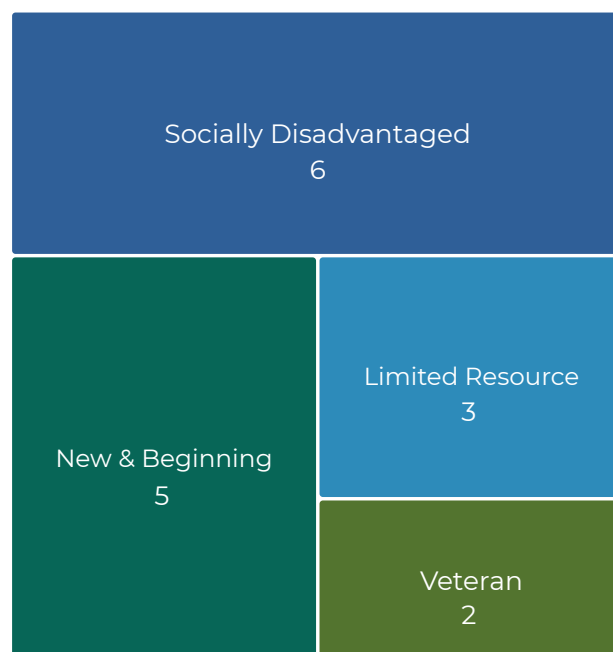 Socially Disadvantaged
6
New & Beginning
5
Limited Resource
3
Veteran
2